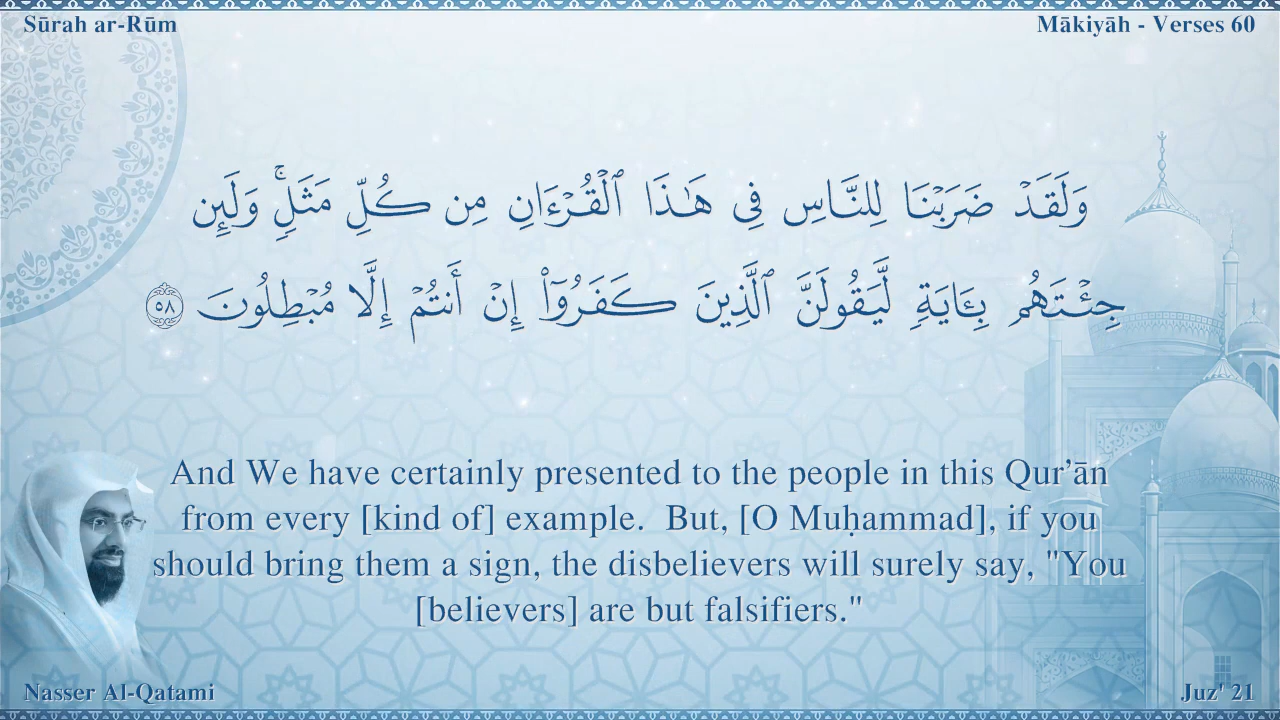 Sūrah ar-Rūm
Mākiyāh - Verses 60
وَلَقَدۡ ضَرَبۡنَا لِلنَّاسِ فِي هَٰذَا ٱلۡقُرۡءَانِ مِن كُلِّ مَثَلٖۚ وَلَئِن
جِئۡتَهُم بِـَٔايَةٖ لَّيَقُولَنَّ ٱلَّذِينَ كَفَرُوٓاْ إِنۡ أَنتُمۡ إِلَّا مُبۡطِلُونَ ٥٨
And We have certainly presented to the people in this Qur’ān
from every [kind of] example.  But, [O Muḥammad], if you
should bring them a sign, the disbelievers will surely say, "You
[believers] are but falsifiers."
Nasser Al-Qatami
Juz' 21